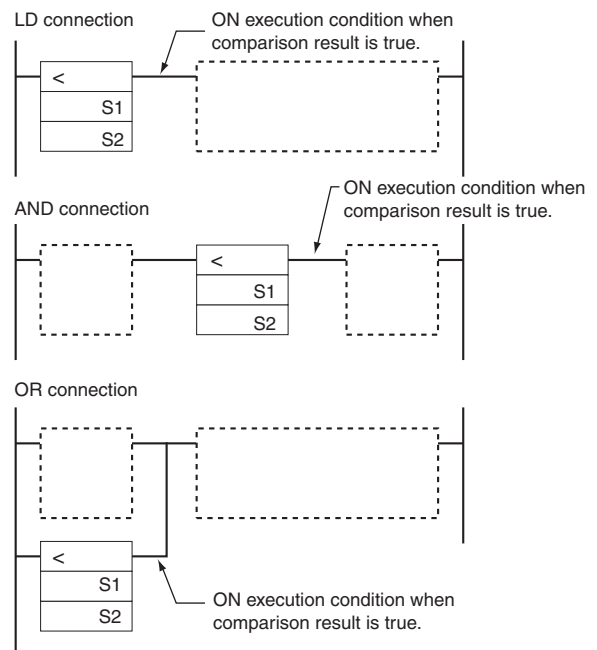 LD connection
ON execution condition when
comparison result is true.
<
S1
S2
AND connection
ON execution condition when
comparison result is true.
<
S1
S2
OR connection
<
S1
S2
ON execution condition when
comparison result is true.